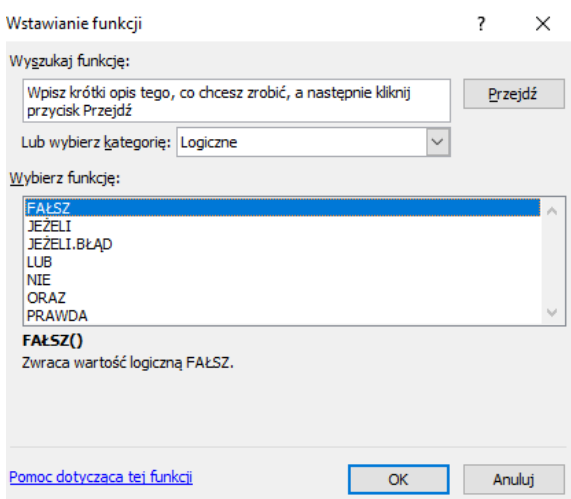 Wstawianie funkcji ? ×
Wyszukaj funkcję:
Wpisz krótki opis tego, co chcesz zrobić, a następnie kliknij
przycisk Przejdź
Przejdź
Lub wybierz kategorię: Logiczne
Wybierz funkcję:
FAŁSZ
JEŻELI
JEŻELI.BŁĄD
LUB
NIE
ORAZ
PRAWDA
FAŁSZ()
Zwraca wartość logiczną FAŁSZ.
Pomoc dotycząca tej funkcji
OK
Anuluj